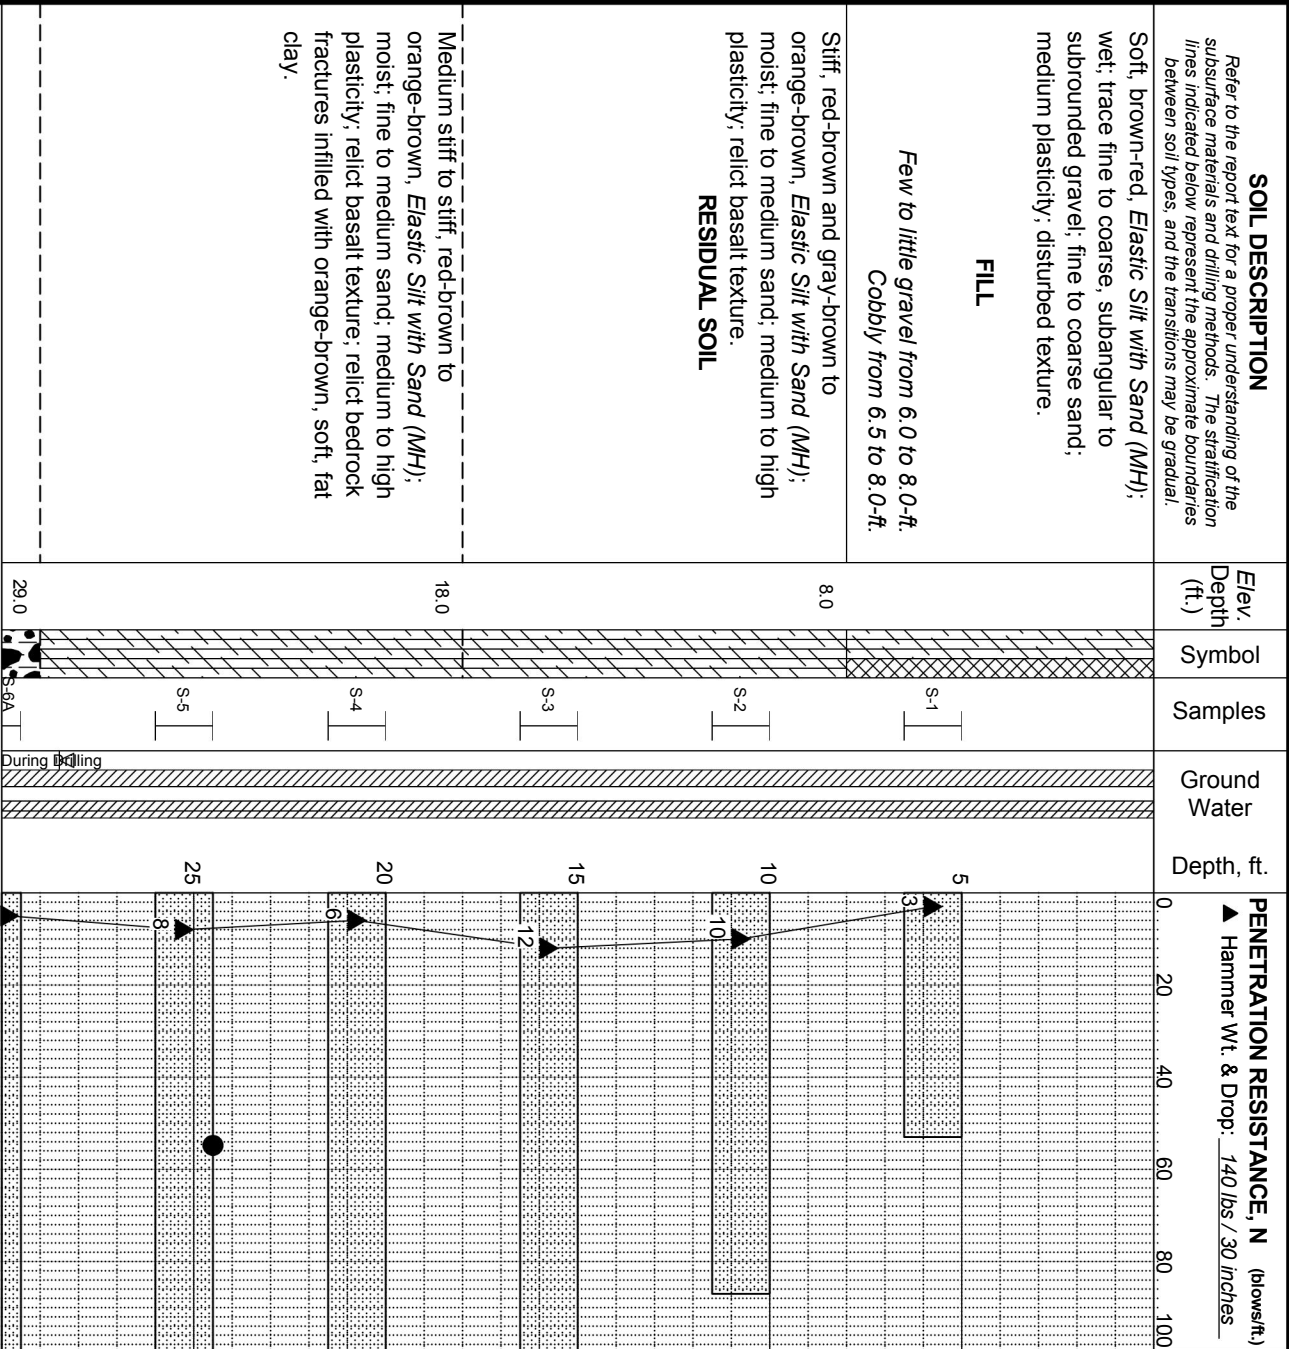 SOIL DESCRIPTION
Refer to the report text for a proper understanding of the
subsurface materials and drilling methods. The stratification
lines indicated below represent the approximate boundaries
between soil types, and the transitions may be gradual.
Elev.
Depth
(ft.)
Symbol
Samples
Ground
Water
Depth, ft.
PENETRATION RESISTANCE, N (blows/ft.)
▲ Hammer Wt. & Drop: 140 lbs / 30 inches
0 20 40 60 80 100
Soft, brown-red, Elastic Silt with Sand (MH);
wet; trace fine to coarse, subangular to
subrounded gravel; fine to coarse sand;
medium plasticity; disturbed texture.
FILL
Few to little gravel from 6.0 to 8.0-ft.
Cobbly from 6.5 to 8.0-ft.
Stiff, red-brown and gray-brown to
orange-brown, Elastic Silt with Sand (MH);
moist; fine to medium sand; medium to high
plasticity; relict basalt texture.
RESIDUAL SOIL
Medium stiff to stiff, red-brown to
orange-brown, Elastic Silt with Sand (MH);
moist; fine to medium sand; medium to high
plasticity; relict basalt texture; relict bedrock
fractures infilled with orange-brown, soft, fat
clay.
8.0
18.0
29.0
S-1
S-2
S-3
S-4
S-5
S-6A
During Drilling
5
10
15
20
25
3
10
12
6
8